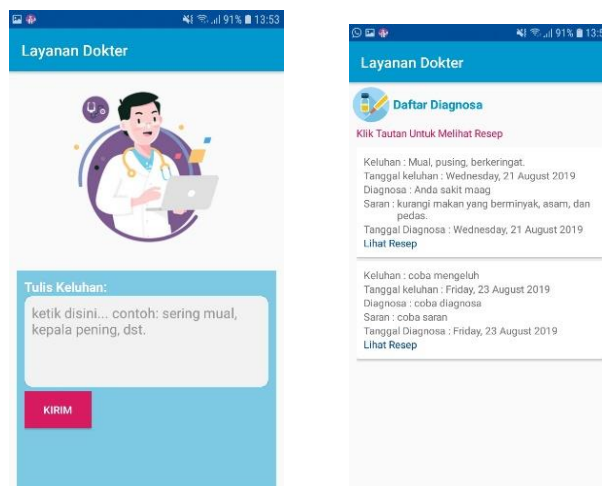 91% 13:53
Layanan Dokter
Tulis Keluhan:
ketik disini... contoh: sering mual,
kepala pening, dst.
KIRIM
91%
Layanan Dokter
Daftar Diagnosa
Klik Tautan Untuk Melihat Resep
Keluhan : Mual, pusing, berkeringat.
Tanggal keluhan : Wednesday, 21 August 2019
Diagnosa : Anda sakit maag
Saran : kurangi makan yang berminyak, asam, dan
pedas.
Tanggal Diagnosa : Wednesday, 21 August 2019
Lihat Resep
Keluhan : coba mengeluh
Tanggal keluhan : Friday, 23 August 2019
Diagnosa : coba diagnosa
Saran : coba saran
Tanggal Diagnosa : Friday, 23 August 2019
Lihat Resep